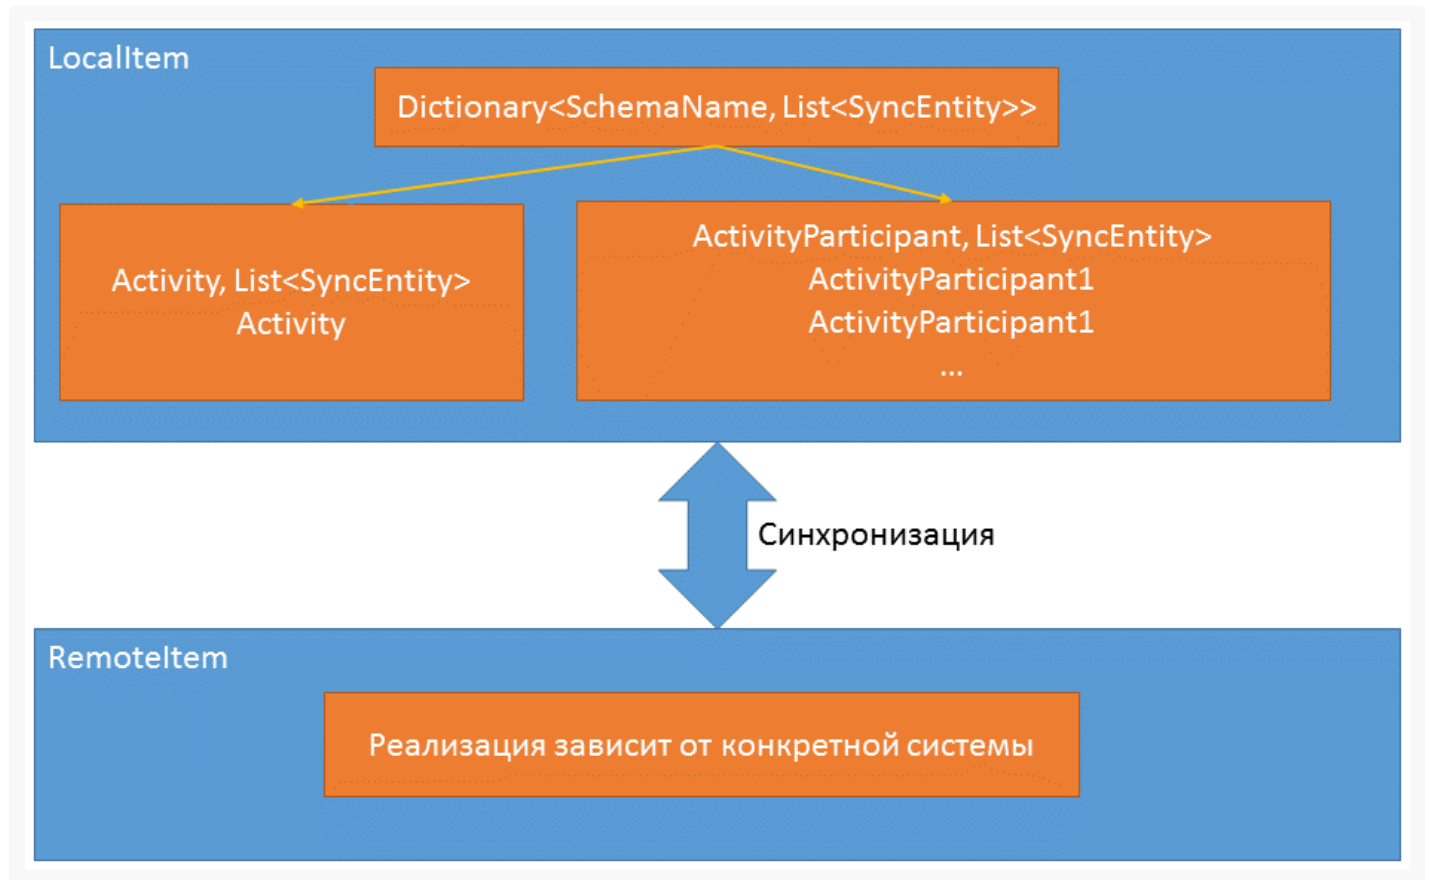 LocalItem
Dictionary<SchemaName, List<SyncEntity>>
Activity, List<SyncEntity>
Activity
ActivityParticipant, List<SyncEntity>
ActivityParticipant1
ActivityParticipant1
...
Синхронизация
RemoteItem
Реализация зависит от конкретной системы